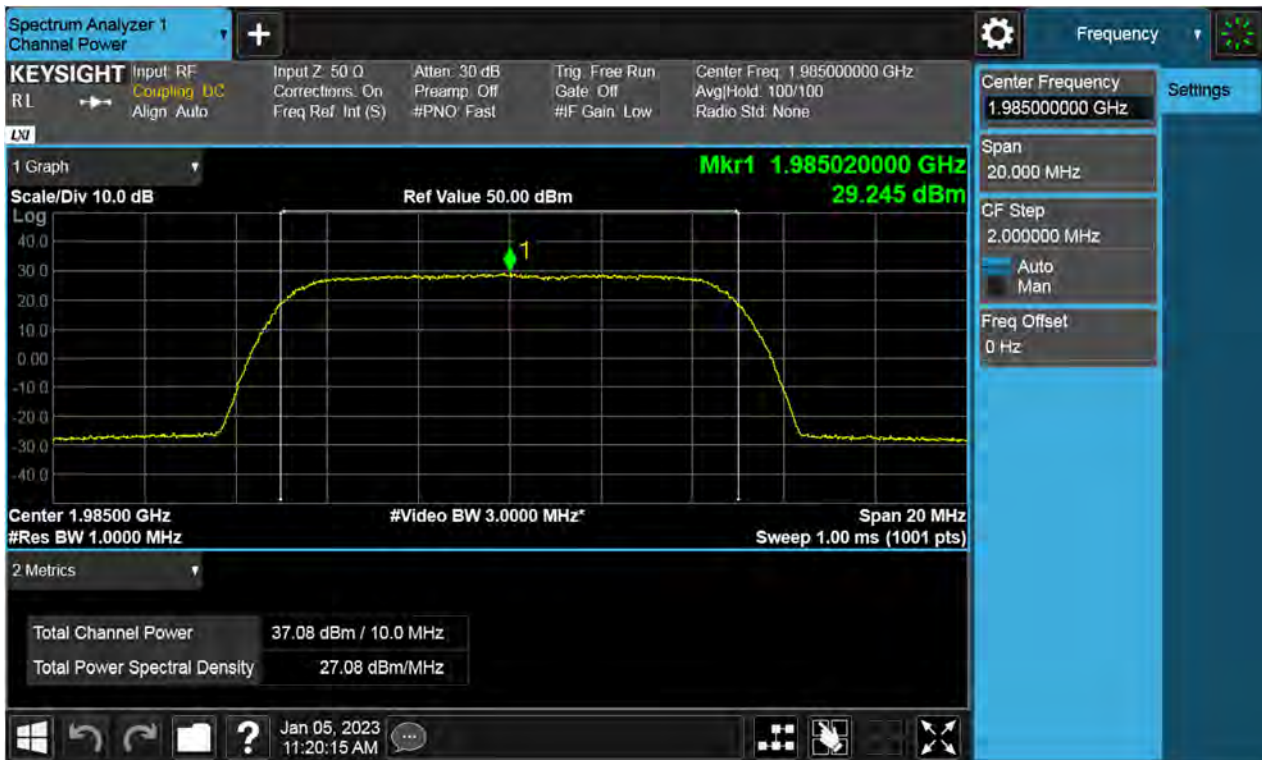 Spectrum Analyzer 1
Channel Power
+
Frequency
KEYSIGHT
RL
LXI
Input: RF
Coupling: DC
Align: Auto
Input Z: 50 Ω
Corrections: On
Freq Ref: Int (S)
Atten: 30 dB
Preamp: Off
#PNO: Fast
Trig: Free Run
Gate: Off
#IF Gain: Low
Center Freq: 1.985000000 GHz
Avg|Hold: 100/100
Radio Std: None
Center Frequency
1.985000000 GHz
Settings
Span
20.000 MHz
CF Step
2.000000 MHz
Auto
Man
Freq Offset
0 Hz
1 Graph
Mkr1 1.985020000 GHz
29.245 dBm
Scale/Div 10.0 dB
Ref Value 50.00 dBm
Log
40.0
30.0
20.0
10.0
0.00
-10.0
-20.0
-30.0
-40.0
1
Center 1.98500 GHz
#Video BW 3.0000 MHz*
Span 20 MHz
#Res BW 1.0000 MHz
Sweep 1.00 ms (1001 pts)
2 Metrics
Total Channel Power 37.08 dBm / 10.0 MHz
Total Power Spectral Density 27.08 dBm/MHz
?
Jan 05, 2023
11:20:15 AM